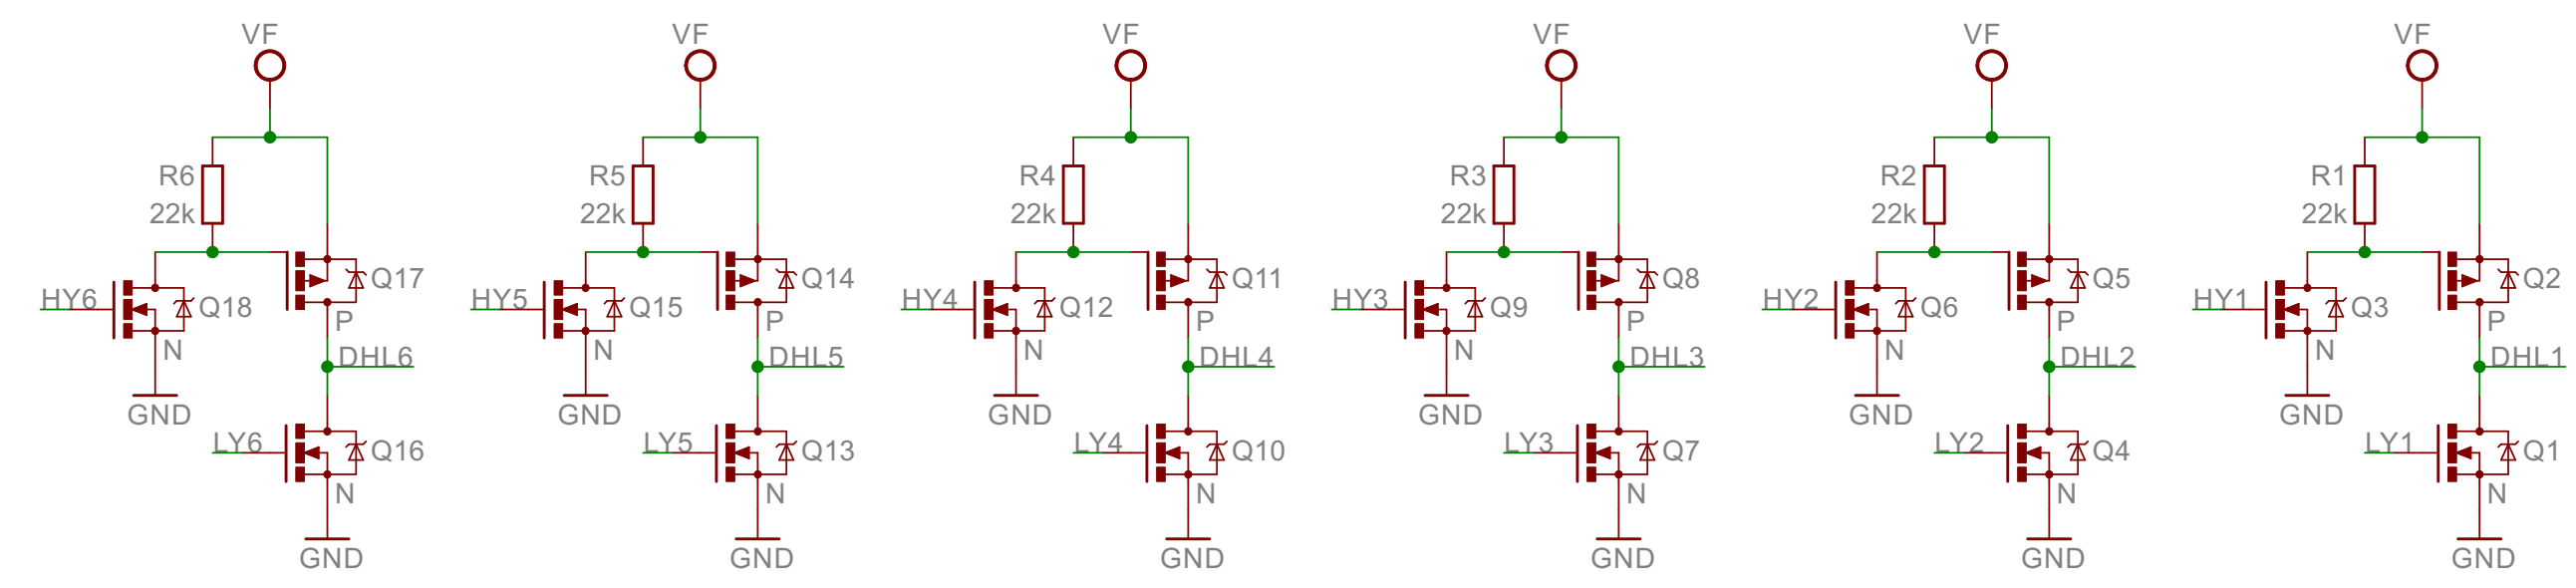 VF VF VF VF VF VF
R6 R5 R4 R3 R2 R1
22k 22k 22k 22k 22k 22k
Q17 Q14 Q11 Q8 Q5 Q2
HY6 Q18 HY5 Q15 HY4 Q12 HY3 Q9 HY2 Q6 HY1 Q3
P P P P P P
N N N N N N
DHL6 DHL5 DHL4 DHL3 DHL2 DHL1
GND GND GND GND GND GND
LY6 Q16 LY5 Q13 LY4 Q10 LY3 Q7 LY2 Q4 LY1 Q1
N N N N N N
GND GND GND GND GND GND